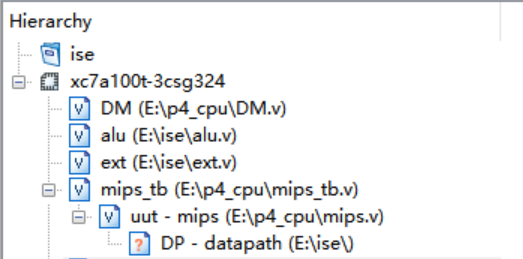 Hierarchy
ise
xc7a100t-3csg324
DM (E:\p4_cpu\DM.v)
alu (E:\ise\alu.v)
ext (E:\ise\ext.v)
mips_tb (E:\p4_cpu\mips_tb.v)
uut - mips (E:\p4_cpu\mips.v)
DP - datapath (E:\ise\)